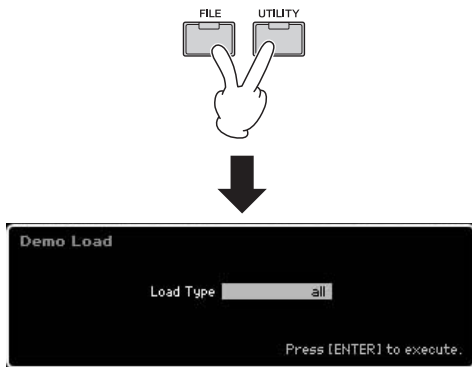 FILE UTILITY
Demo Load
Load Type all
Press [ENTER] to execute.